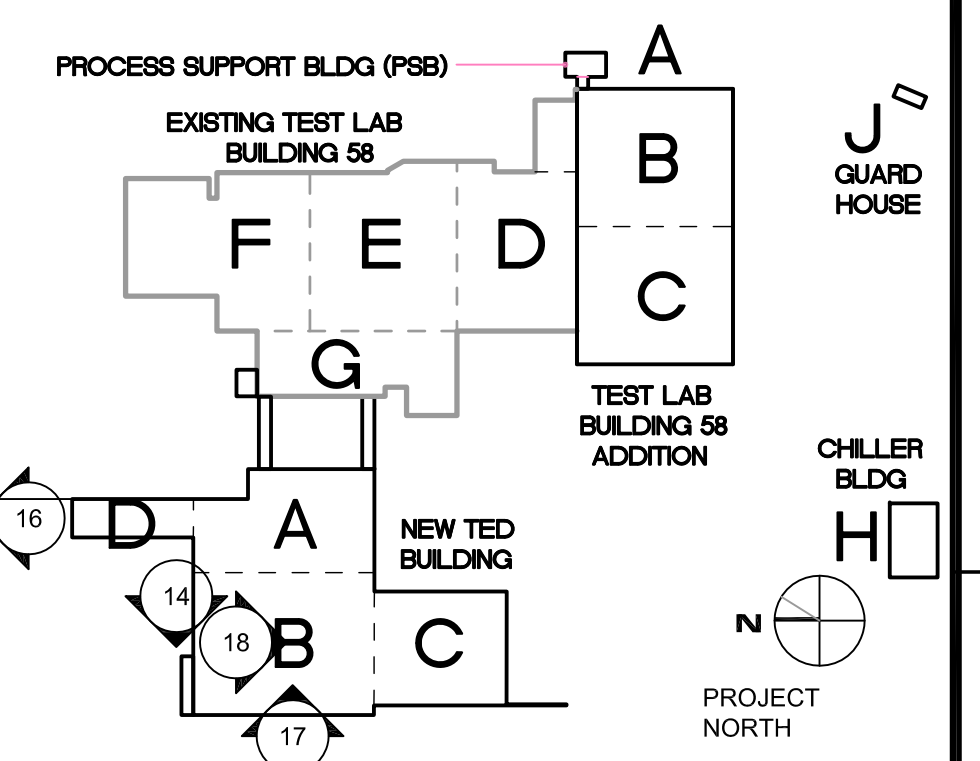 A
PROCESS SUPPORT BLDG (PSB)
EXISTING TEST LAB
BUILDING 58
J
GUARD
HOUSE
B
F
E
D
C
G
TEST LAB
BUILDING 58
ADDITION
CHILLER
BLDG
H
16
D
A
NEW TED
BUILDING
14
18
B
C
N
17
PROJECT
NORTH